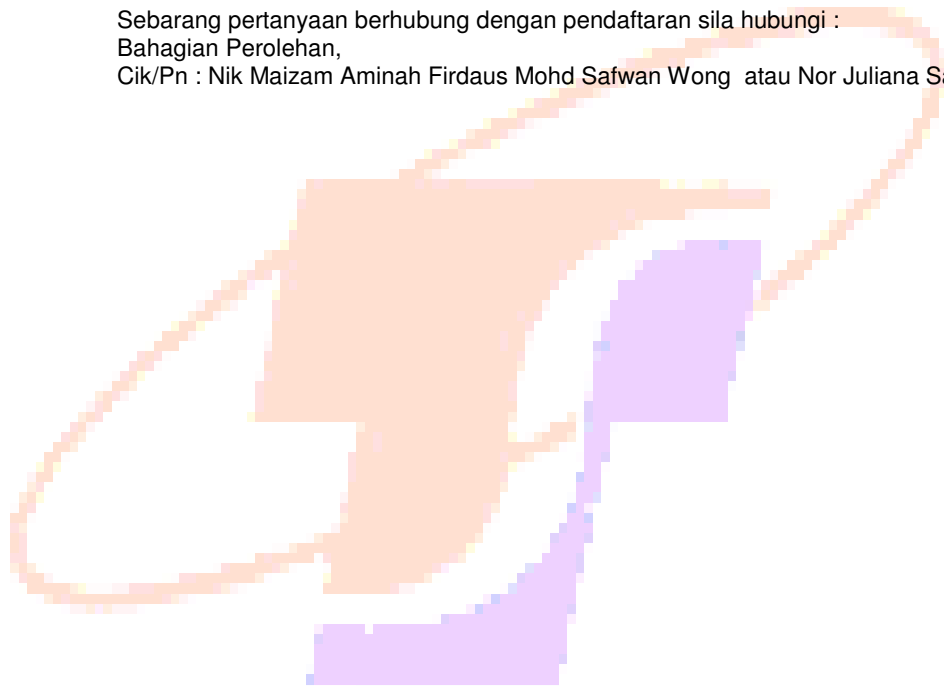 Sebarang pertanyaan berhubung dengan pendaftaran sila hubungi :
Bahagian Perolehan,
Cik/Pn : Nik Maizam Aminah Firdaus Mohd Safwan Wong atau Nor Juliana